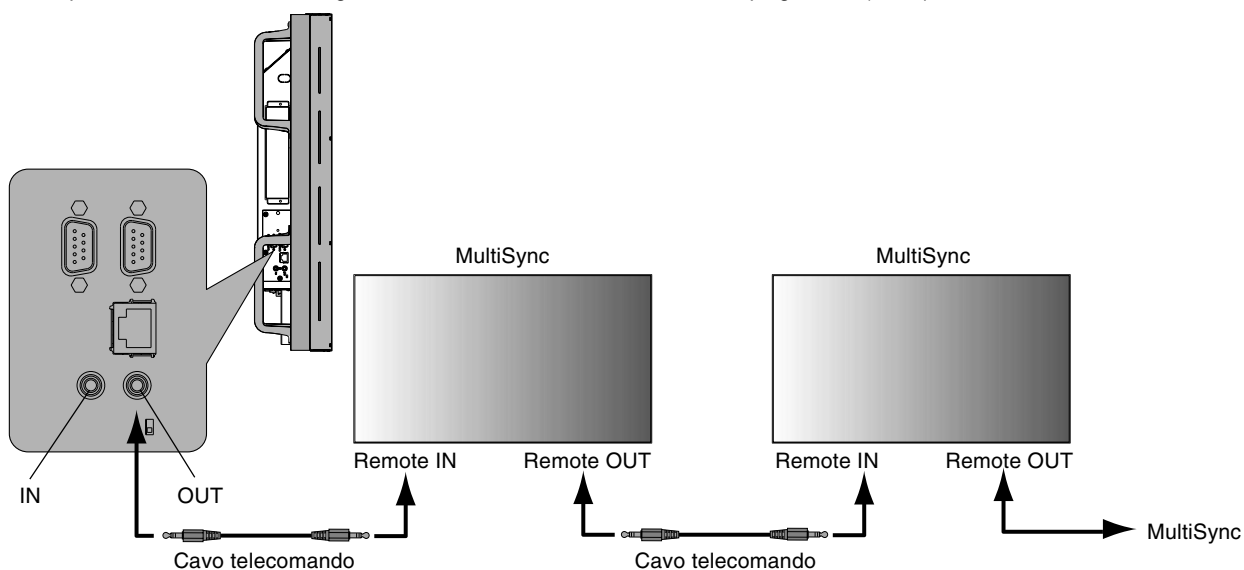 MultiSync
MultiSync
Remote IN
Remote OUT
Remote IN
Remote OUT
IN
OUT
MultiSync
Cavo telecomando
Cavo telecomando